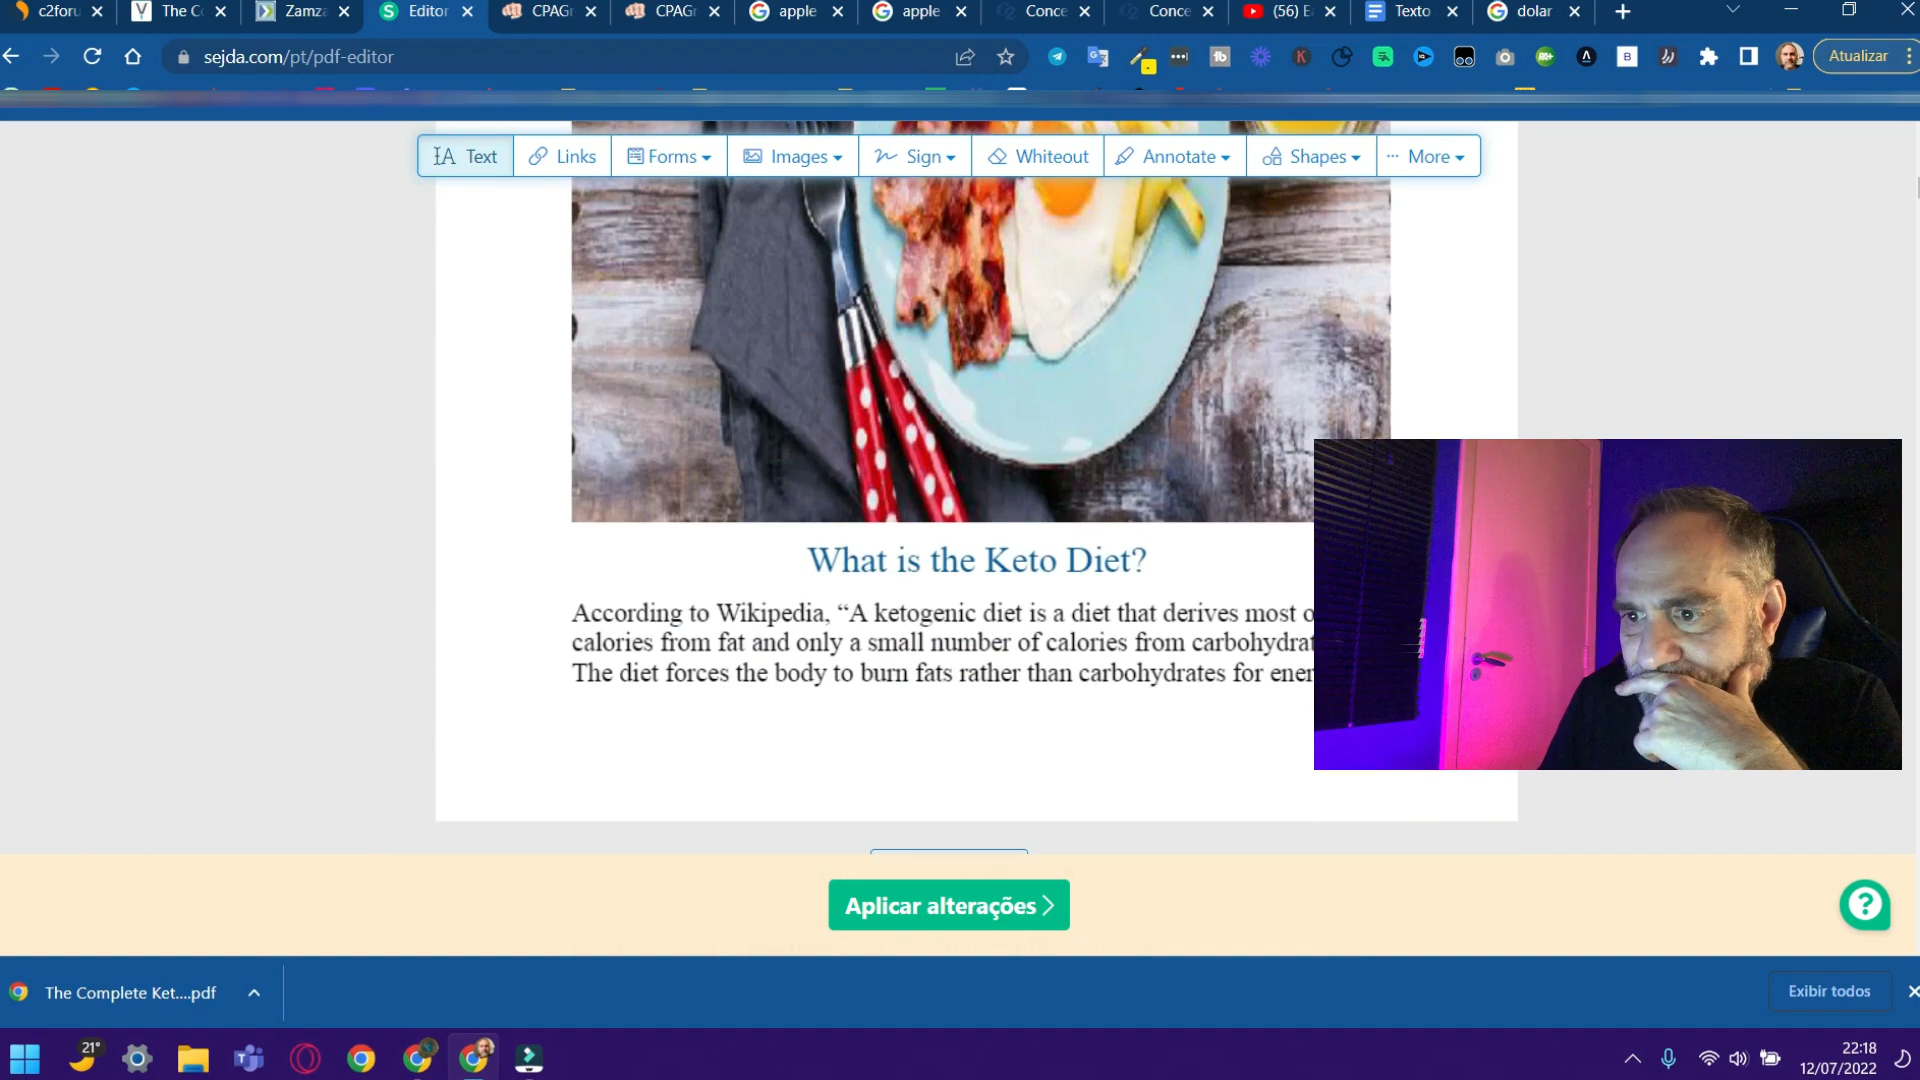 c2foru
The Co
Zamza
Editor
CPAGr
CPAGr
apple
apple
Conce
Conce
(56) E
Texto
dolar
sejda.com/pt/pdf-editor
Atualizar
Text
Links
Forms
Images
Sign
Whiteout
Annotate
Shapes
More
What is the Keto Diet?
According to Wikipedia, “A ketogenic diet is a diet that derives most o
calories from fat and only a small number of calories from carbohydrat
The diet forces the body to burn fats rather than carbohydrates for ener
Aplicar alterações
The Complete Ket....pdf
Exibir todos
21°
22:18
12/07/2022